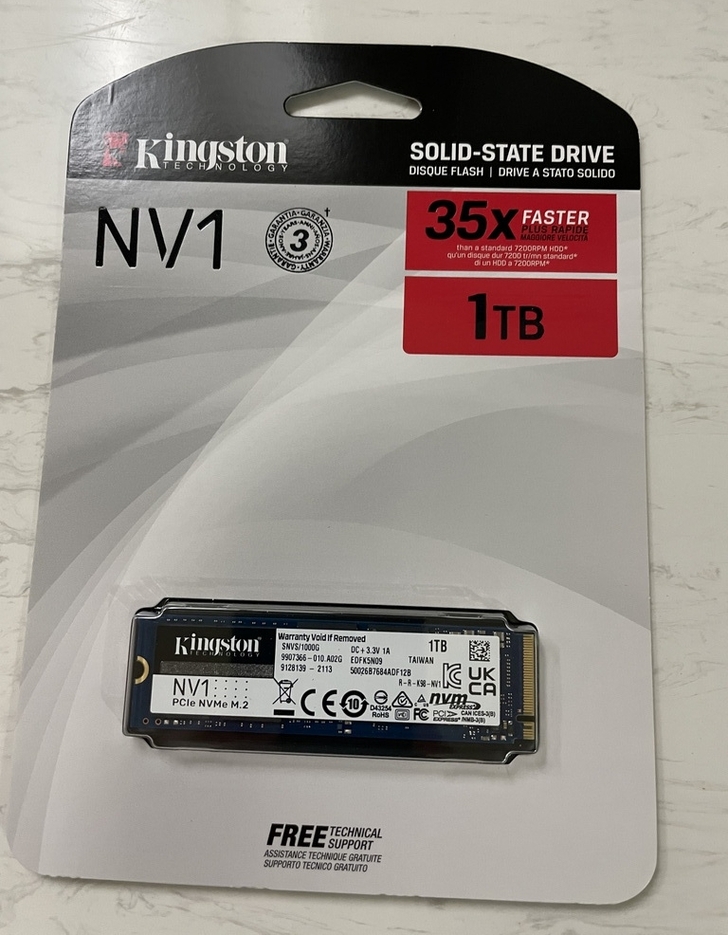 Kingston
TECHNOLOGY
SOLID-STATE DRIVE
DISQUE FLASH | DRIVE A STATO SOLIDO
NV1
3
35x FASTER
PLUS RAPIDE
MAGGIORE VELOCITÀ
than a standard 7200RPM HDD*
qu'un disque dur 7200 tr/mn standard*
di un HDD a 7200RPM*
1TB
Kingston
TECHNOLOGY
NV1
PCIe NVMe M.2
Warranty Void If Removed
SNVS/1000G DC + 3.3V 1A 1TB
9907366 - 010.A02G EDFK5N09 TAIWAN
9128139 - 2113 50026B7684ADF12B
R-R-K98-NV1
CE 10 D43254 RoHS FC nvm EXPRESS UK CA
PCI EXPRESS CAN ICES-3(B) NMB-3(B)
FREE TECHNICAL SUPPORT
ASSISTANCE TECHNIQUE GRATUITE
SUPPORTO TECNICO GRATUITO